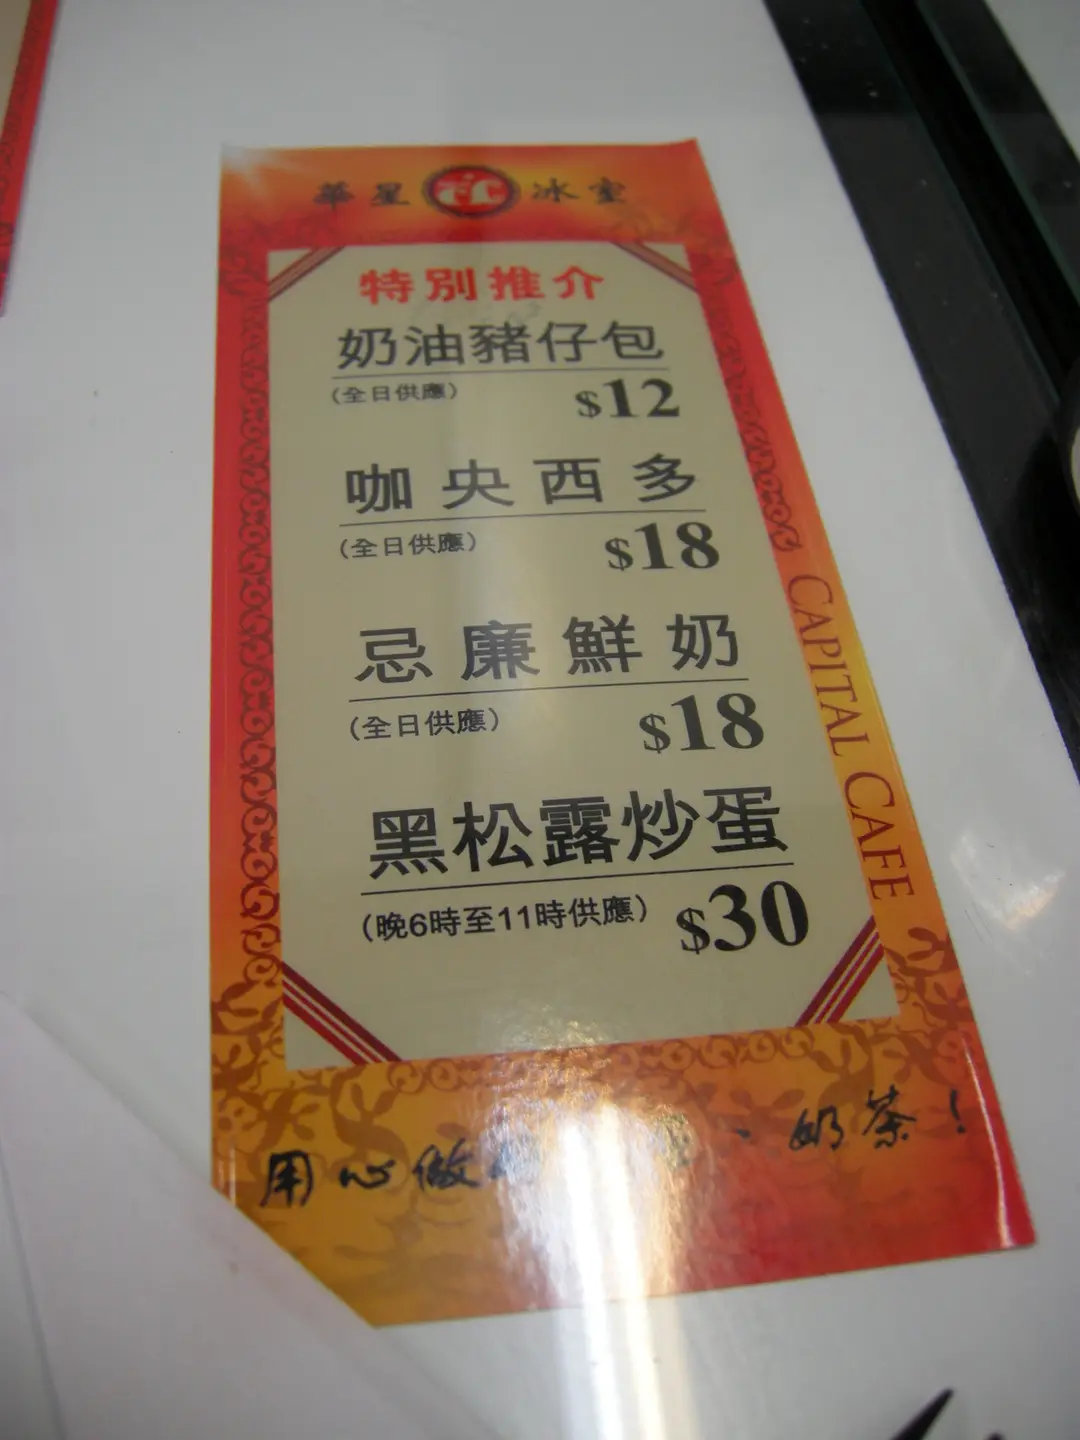 華星冰室
特別推介
奶油豬仔包
(全日供應)
$12
咖央西多
(全日供應)
$18
忌廉鮮奶
(全日供應)
$18
黑松露炒蛋
(晚6時至11時供應)
$30
CAPITAL CAFE
用心做 、奶茶！